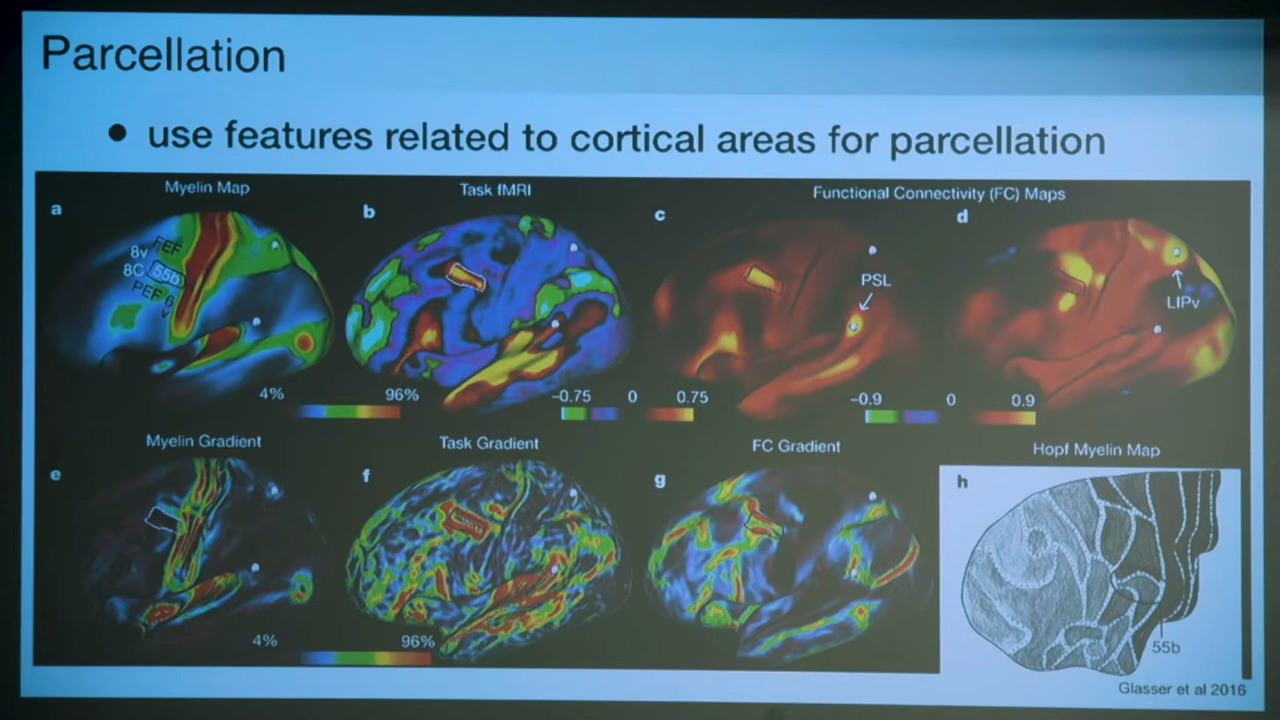 Parcellation
● use features related to cortical areas for parcellation
Myelin Map
Task fMRI
Functional Connectivity (FC) Maps
a
b
c
d
FEF
8v
8C
55b
PEF
6
v
PSL
LIPv
4%
96%
-0.75
0
0.75
-0.9
0
0.9
Myelin Gradient
Task Gradient
FC Gradient
Hopf Myelin Map
e
f
g
h
4%
96%
55b
Glasser et al 2016